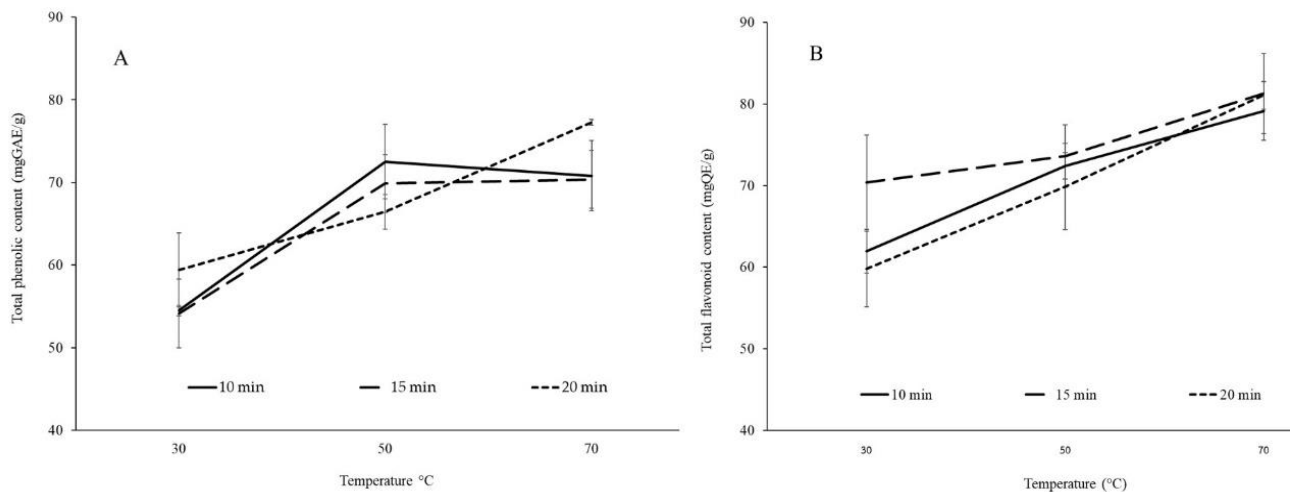 A
Total phenolic content (mgGAE/g)
90
80
70
60
50
40
10 min
15 min
20 min
30
50
70
Temperature °C
B
Total flavonoid content (mgQE/g)
90
80
70
60
50
40
10 min
15 min
20 min
30
50
70
Temperature (°C)